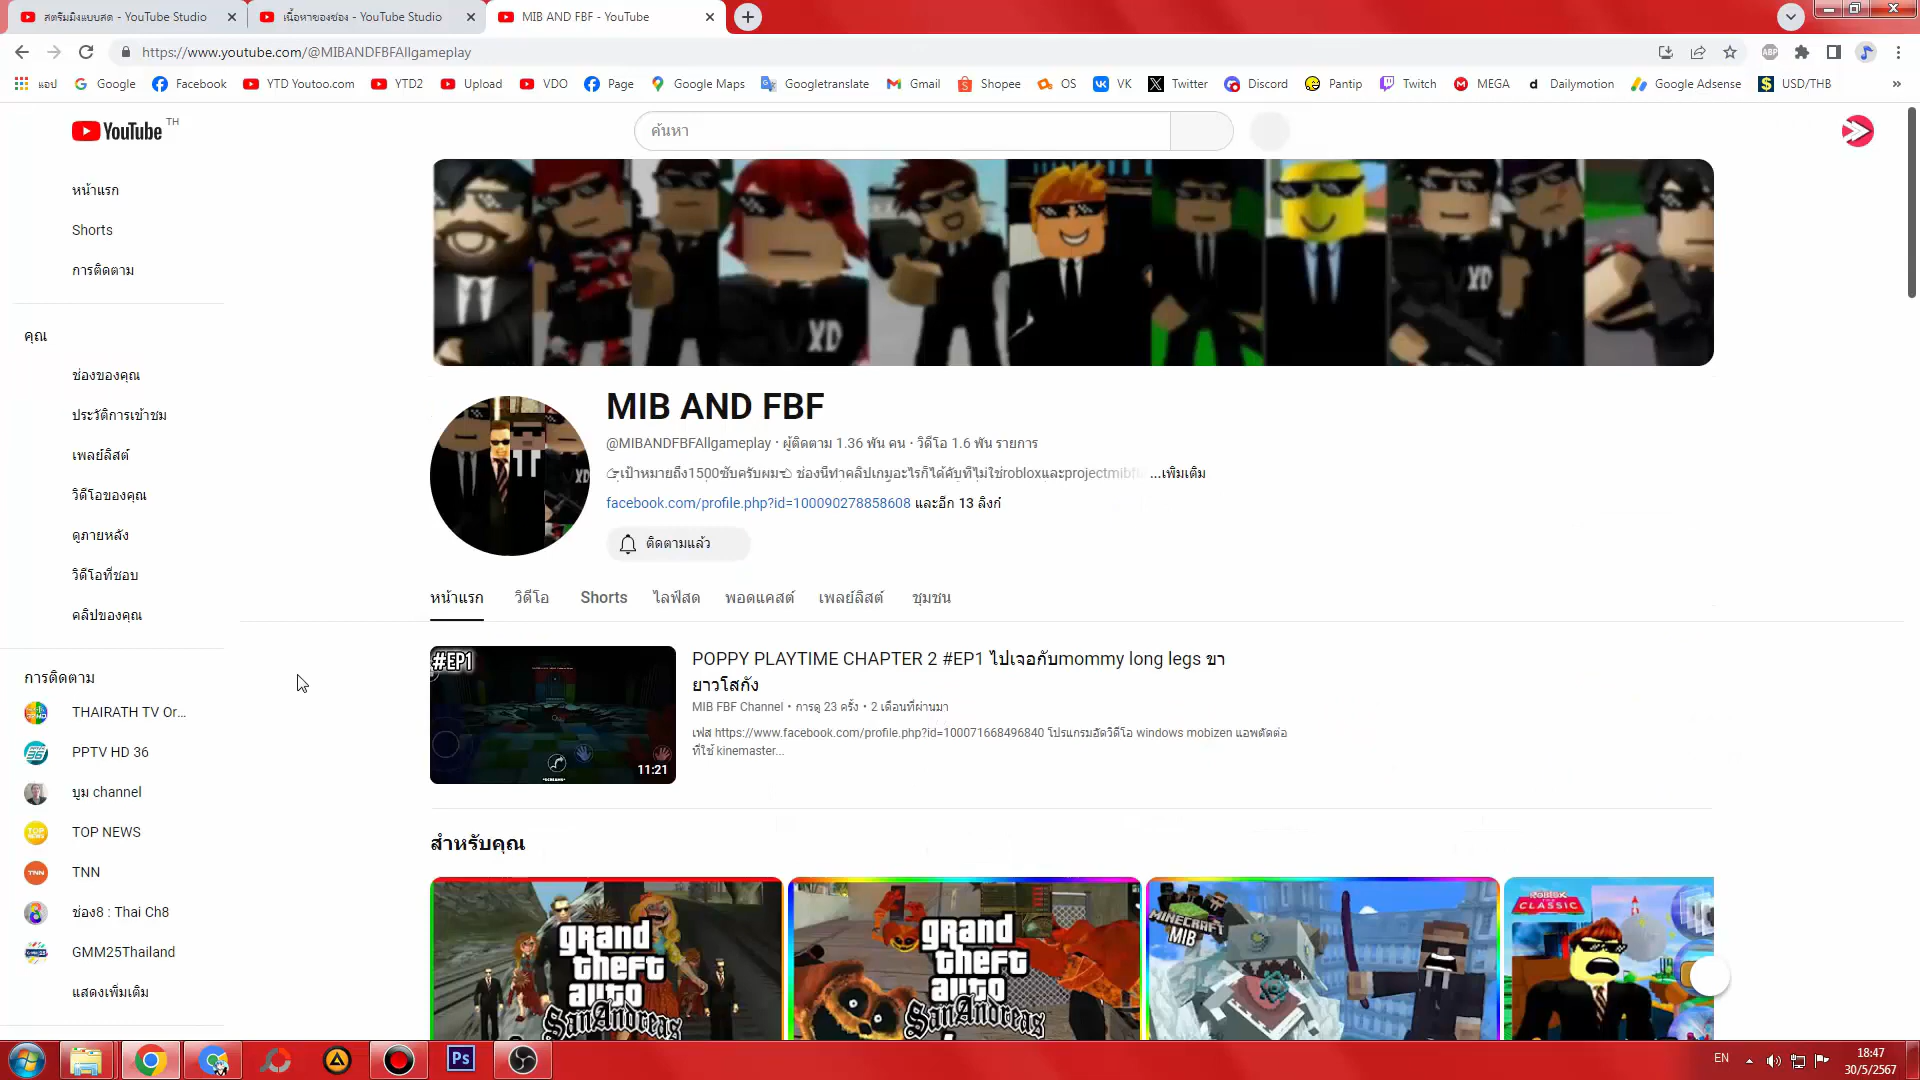 สตรีมมิงแบบสด - YouTube Studio
เนื้อหาของช่อง - YouTube Studio
MIB AND FBF - YouTube
https://www.youtube.com/@MIBANDFBFAllgameplay
ABP
แอป
Google
Facebook
YTD Youtoo.com
YTD2
Upload
VDO
Page
Google Maps
Googletranslate
Gmail
Shopee
OS
VK
Twitter
Discord
Pantip
Twitch
MEGA
Dailymotion
Google Adsense
USD/THB
YouTube TH
ค้นหา
หน้าแรก
Shorts
การติดตาม
คุณ
ช่องของคุณ
ประวัติการเข้าชม
เพลย์ลิสต์
วิดีโอของคุณ
ดูภายหลัง
วิดีโอที่ชอบ
คลิปของคุณ
การติดตาม
THAIRATH TV Or...
PPTV HD 36
บูม channel
TOP NEWS
TNN
ช่อง8 : Thai Ch8
GMM25Thailand
แสดงเพิ่มเติม
XD
XD
MIB AND FBF
@MIBANDFBFAllgameplay • ผู้ติดตาม 1.36 พัน คน • วิดีโอ 1.6 พัน รายการ
👉เป้าหมายถึง1500ซับครับผม👈 ช่องนี้ทำคลิปเกมอะไรก็ได้คับที่ไม่ใช่robloxและprojectmibf ...เพิ่มเติม
facebook.com/profile.php?id=100090278858608 และอีก 13 ลิงก์
ติดตามแล้ว
หน้าแรก
วิดีโอ
Shorts
ไลฟ์สด
พอดแคสต์
เพลย์ลิสต์
ชุมชน
#EP1
11:21
POPPY PLAYTIME CHAPTER 2 #EP1 ไปเจอกับmommy long legs ขา
ยาวโสกัง
MIB FBF Channel • การดู 23 ครั้ง • 2 เดือนที่ผ่านมา
เฟส https://www.facebook.com/profile.php?id=100071668496840 โปรแกรมอัดวิดีโอ windows mobizen แอพตัดต่อ
ที่ใช้ kinemaster...
สำหรับคุณ
grand
theft
auto
San Andreas
grand
theft
auto
San Andreas
MINECRAFT
MIB
ROBLOX
THE
CLASSIC
Ps
EN
18:47
30/5/2567